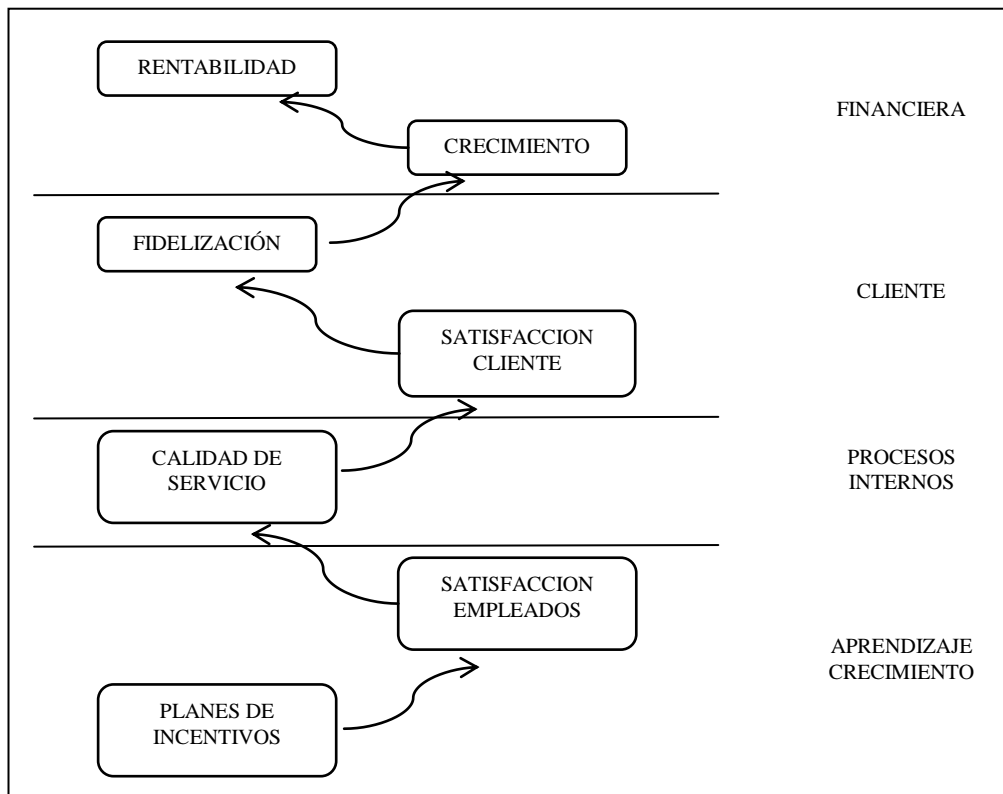 RENTABILIDAD
FINANCIERA
CRECIMIENTO
FIDELIZACIÓN
CLIENTE
SATISFACCION
CLIENTE
CALIDAD DE
SERVICIO
PROCESOS
INTERNOS
SATISFACCION
EMPLEADOS
APRENDIZAJE
CRECIMIENTO
PLANES DE
INCENTIVOS